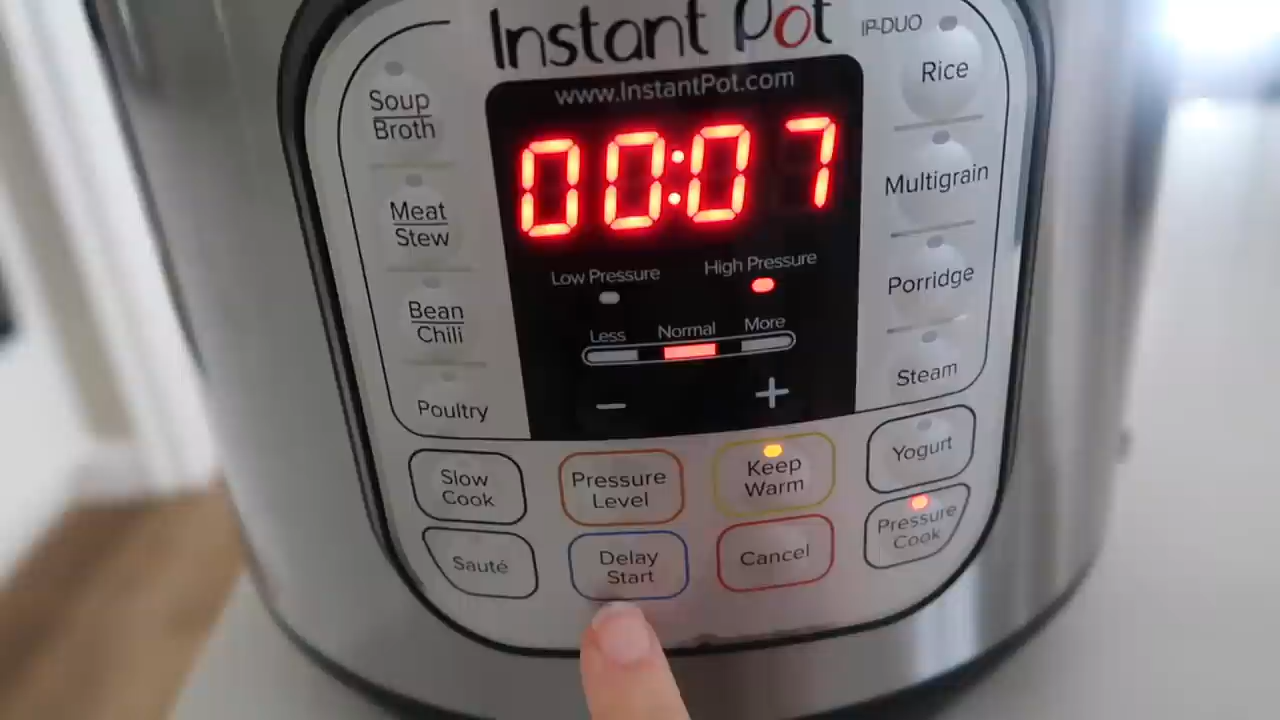 Instant Pot
IP-DUO
www.InstantPot.com
00:07
Low Pressure
High Pressure
Less
Normal
More
−
+
Soup
Broth
Meat
Stew
Bean
Chili
Poultry
Rice
Multigrain
Porridge
Steam
Slow
Cook
Pressure
Level
Keep
Warm
Yogurt
Sauté
Delay
Start
Cancel
Pressure
Cook